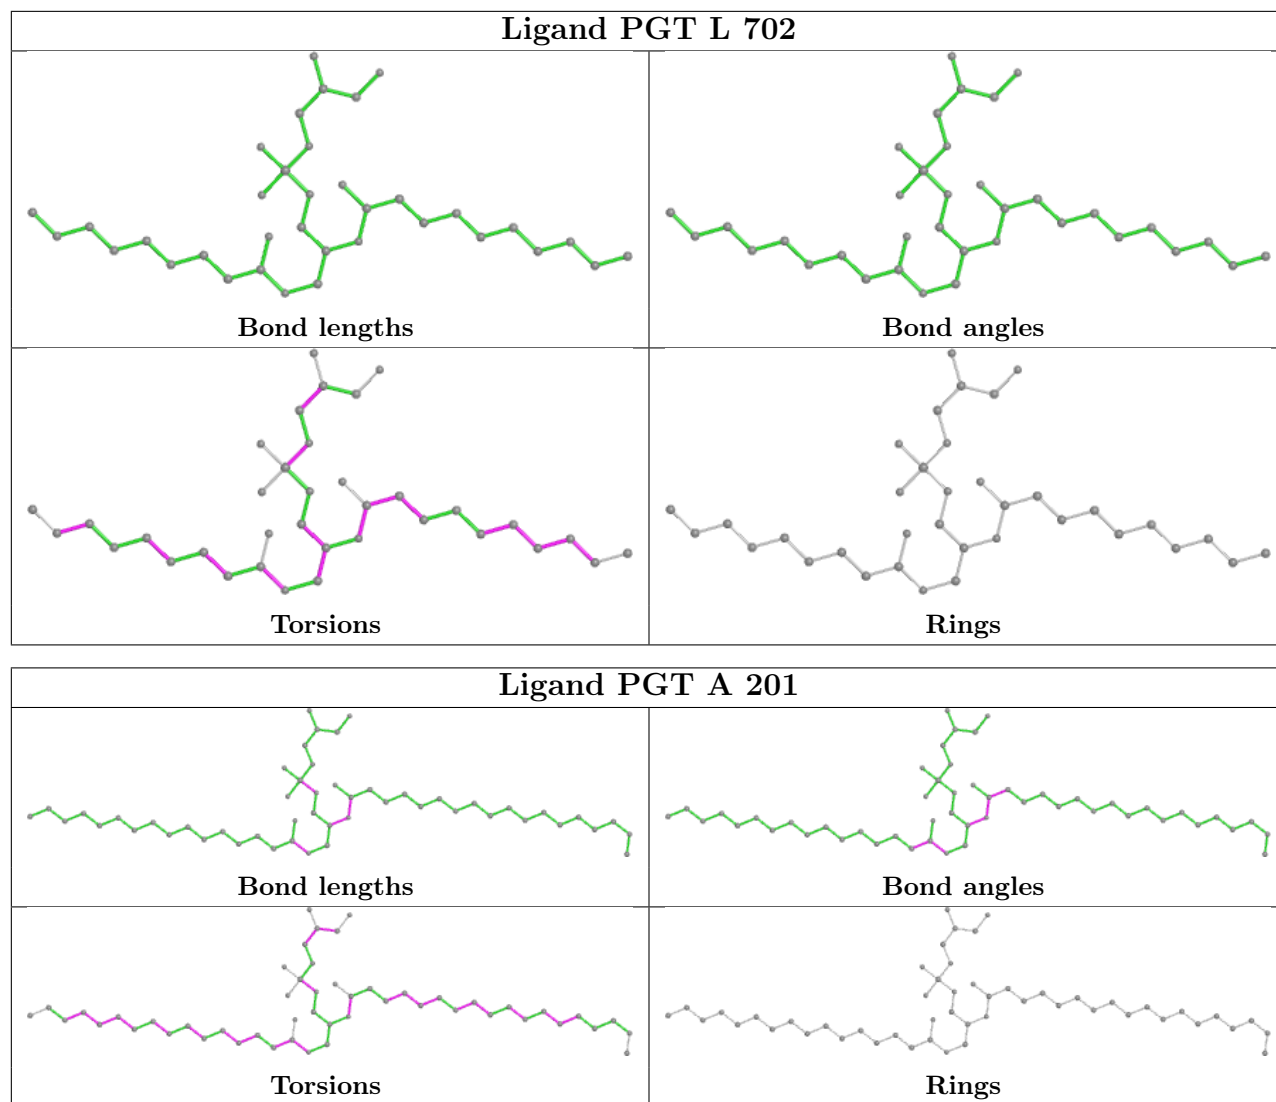 Ligand PGT L 702
Bond lengths
Bond angles
Torsions
Rings
Ligand PGT A 201
Bond lengths
Bond angles
Torsions
Rings